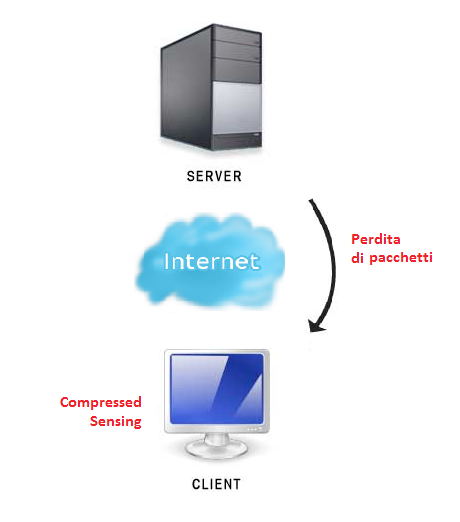 SERVER
Internet
Perdita
di pacchetti
Compressed
Sensing
CLIENT